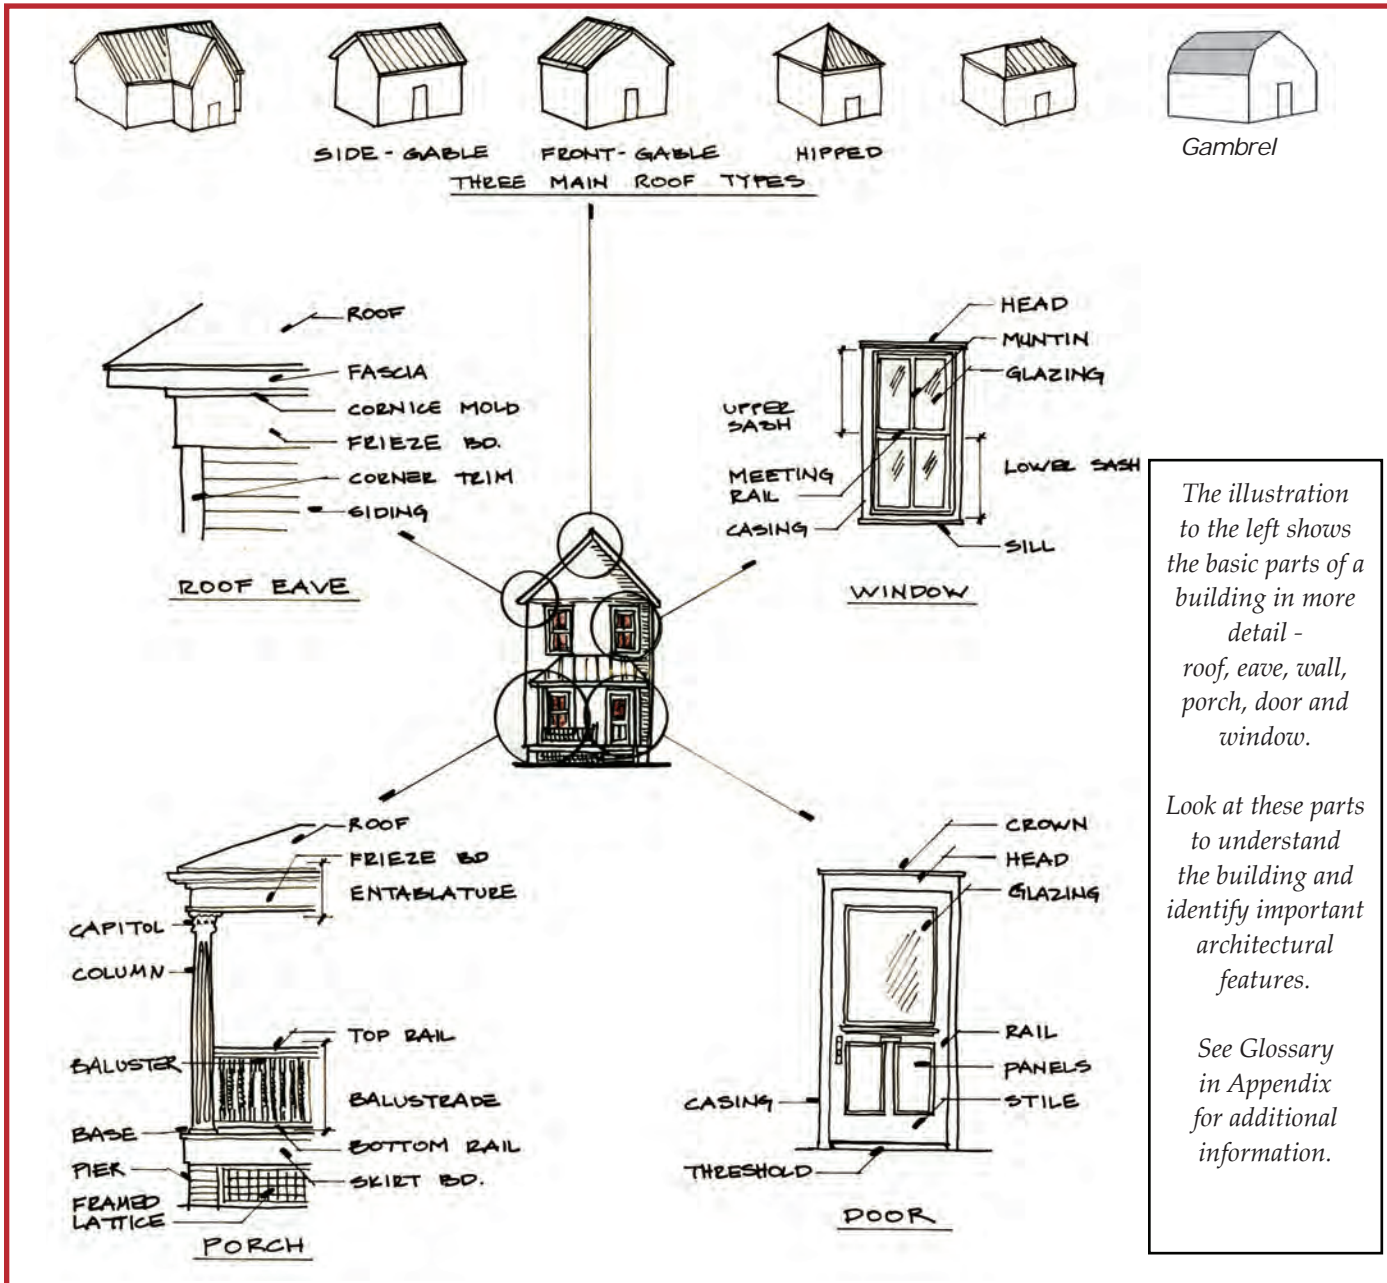 SIDE-GABLE
FRONT-GABLE
HIPPED
Gambrel
THREE MAIN ROOF TYPES
ROOF
FASCIA
CORNICE MOLD
FRIEZE BD.
CORNER TRIM
SIDING
ROOF EAVE
HEAD
MUNTIN
GLAZING
UPPER
SASH
MEETING
RAIL
LOWER SASH
CASING
SILL
WINDOW
The illustration
to the left shows
the basic parts of a
building in more
detail -
roof, eave, wall,
porch, door and
window.
Look at these parts
to understand
the building and
identify important
architectural
features.
See Glossary
in Appendix
for additional
information.
ROOF
FRIEZE BD
ENTABLATURE
CAPITOL
COLUMN
TOP RAIL
BALUSTER
BALUSTRADE
BASE
BOTTOM RAIL
PIER
SKIRT BD.
FRAMED
LATTICE
PORCH
CROWN
HEAD
GLAZING
RAIL
PANELS
STILE
CASING
THRESHOLD
DOOR